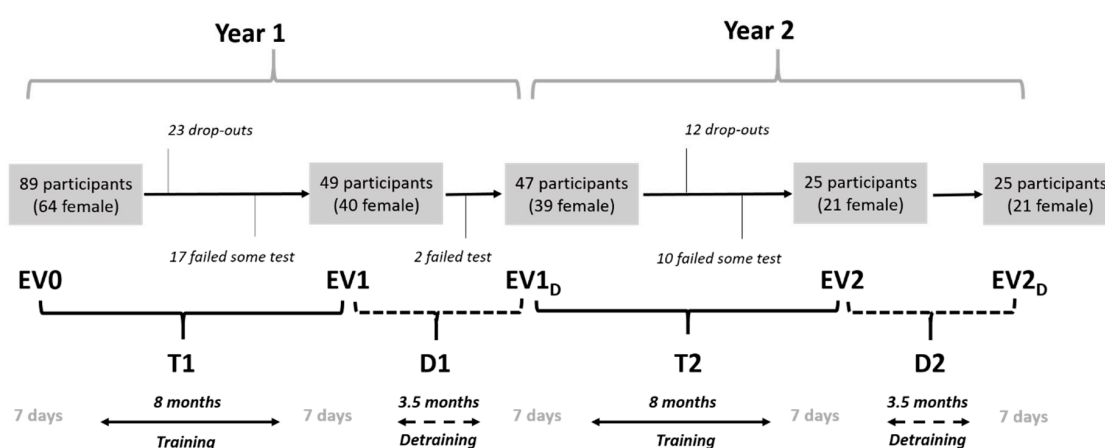 Year 1
Year 2
23 drop-outs
12 drop-outs
89 participants
(64 female)
49 participants
(40 female)
47 participants
(39 female)
25 participants
(21 female)
25 participants
(21 female)
17 failed some test
2 failed test
10 failed some test
EV0
EV1
EV1D
EV2
EV2D
T1
D1
T2
D2
7 days
8 months
Training
7 days
3.5 months
Detraining
7 days
8 months
Training
7 days
3.5 months
Detraining
7 days